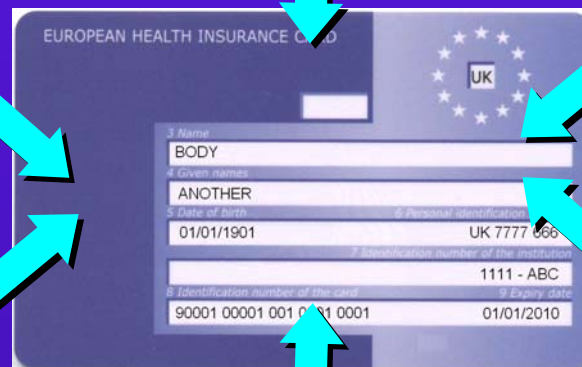 EUROPEAN HEALTH INSURANCE CARD
UK
3 Name
BODY
4 Given names
ANOTHER
5 Date of birth 6 Personal identification
01/01/1901 UK 7777 666
7 Identification number of the institution
1111 - ABC
8 Identification number of the card 9 Expiry date
90001 00001 001 0001 0001 01/01/2010